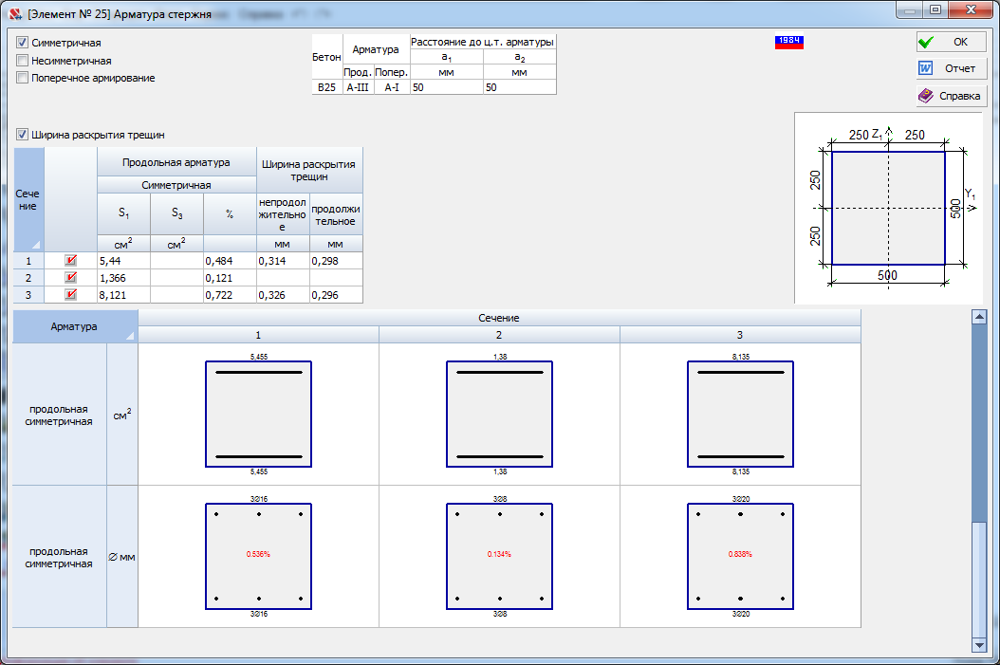 [Элемент № 25] Арматура стержня
Симметричная
Несимметричная
Поперечное армирование
Бетон Арматура Расстояние до ц.т. арматуры
a1 a2
Прод. Попер. мм мм
B25 A-III A-I 50 50
1984
OK
Отчет
Справка
Ширина раскрытия трещин
Сече
ние
Продольная арматура
Ширина раскрытия
трещин
Симметричная
S1 S3 %
непродол
жительно
е
продолжи
тельное
см2 см2 мм мм
1 5,44 0,484 0,314 0,298
2 1,366 0,121
3 8,121 0,722 0,326 0,296
250 Z1 250
250
250
Y1
500
500
Арматура
Сечение
1 2 3
продольная
симметричная
см2
5,455 1,38 8,135
5,455 1,38 8,135
продольная
симметричная
∅ мм
3∅16 3∅8 3∅20
0.536% 0.134% 0.838%
3∅16 3∅8 3∅20